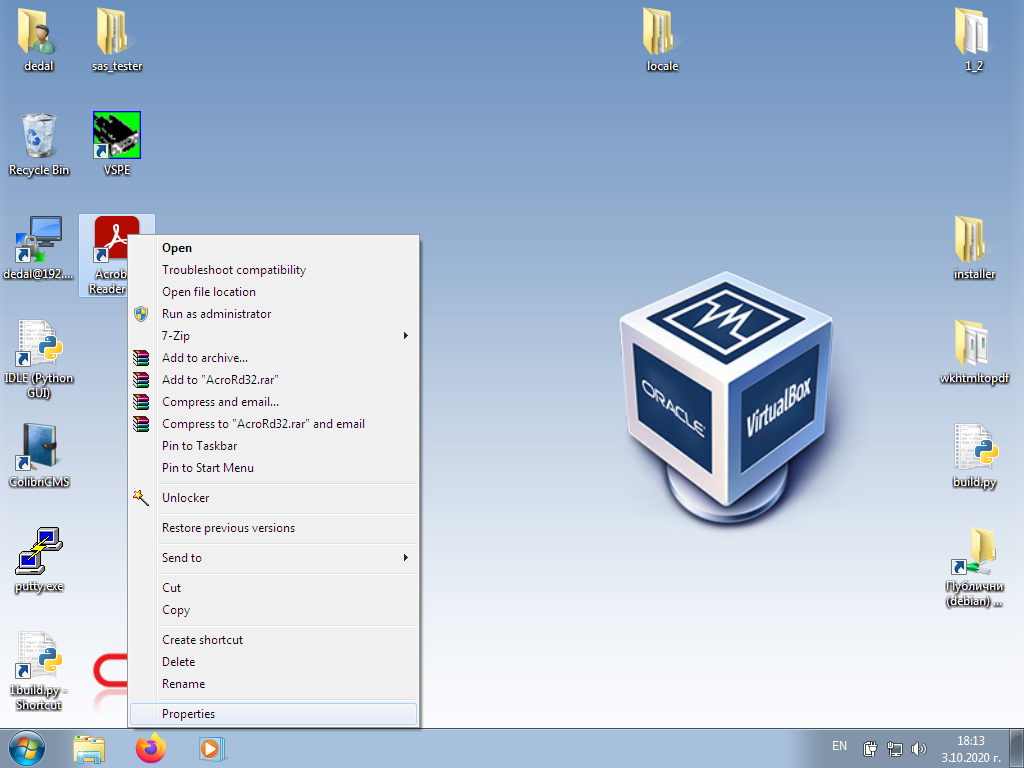 dedal
sas_tester
locale
1_2
Recycle Bin
VSPE
dedal@192....
Acrob
Reader
installer
IDLE (Python
GUI)
wkhtmltopdf
ColibriCMS
build.py
putty.exe
Публични
(debian) ...
1build.py -
Shortcut
Open
Troubleshoot compatibility
Open file location
Run as administrator
7-Zip
Add to archive...
Add to "AcroRd32.rar"
Compress and email...
Compress to "AcroRd32.rar" and email
Pin to Taskbar
Pin to Start Menu
Unlocker
Restore previous versions
Send to
Cut
Copy
Create shortcut
Delete
Rename
Properties
ORACLE
VirtualBox
EN
18:13
3.10.2020 г.